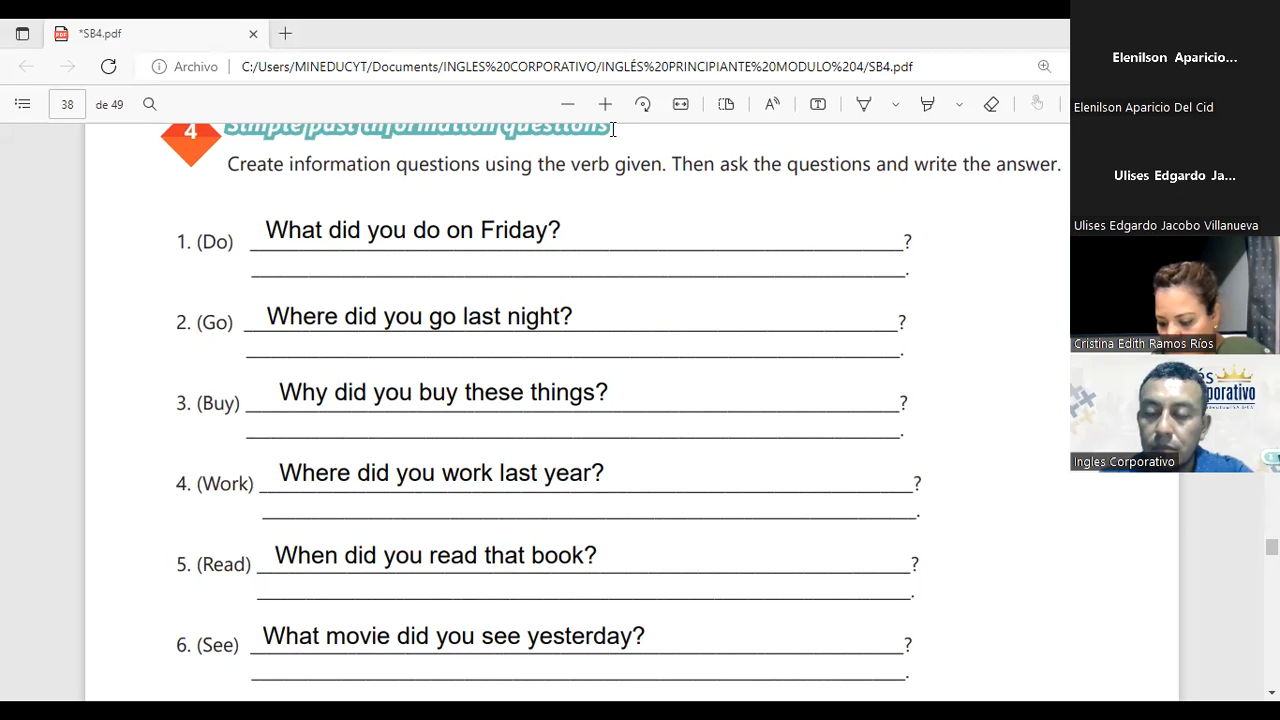 *SB4.pdf
Archivo
C:/Users/MINEDUCYT/Documents/INGLES%20CORPORATIVO/INGLÉS%20PRINCIPIANTE%20MODULO%204/SB4.pdf
38 de 49
4 Simple past information questions
Create information questions using the verb given. Then ask the questions and write the answer.
1. (Do) What did you do on Friday? ?
.
2. (Go) Where did you go last night? ?
.
3. (Buy) Why did you buy these things? ?
.
4. (Work) Where did you work last year? ?
.
5. (Read) When did you read that book? ?
.
6. (See) What movie did you see yesterday? ?
.
Elenilson Aparicio...
Elenilson Aparicio Del Cid
Ulises Edgardo Ja...
Ulises Edgardo Jacobo Villanueva
Cristina Edith Ramos Ríos
Ingles Corporativo